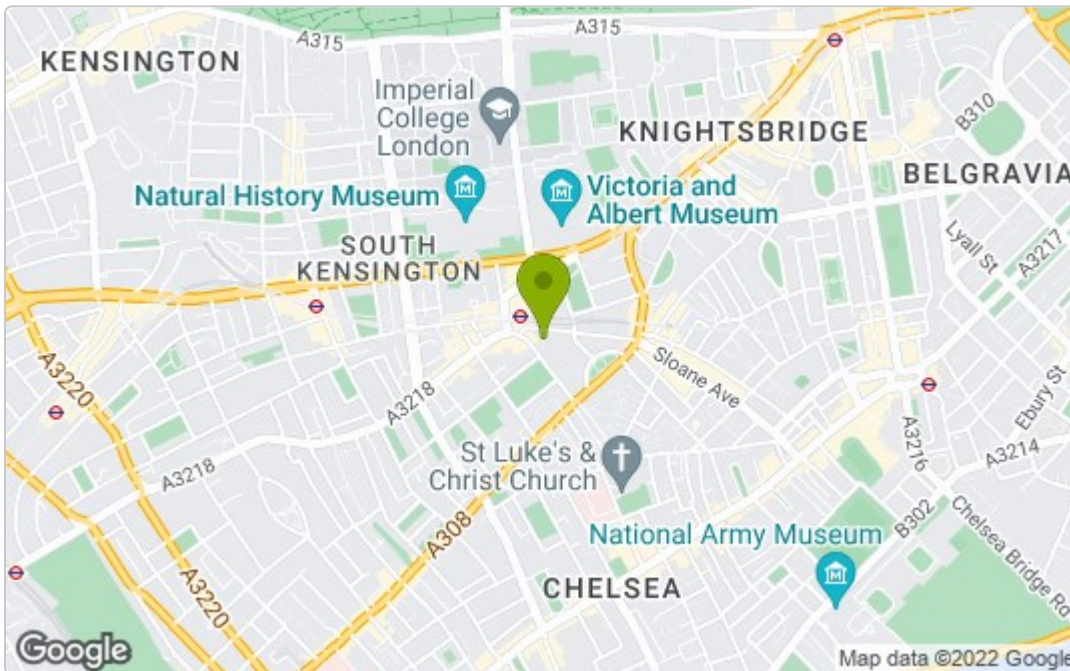 A315
A315
KENSINGTON
Imperial
College
London
B310
KNIGHTSBRIDGE
BELGRAVIA
Natural History Museum
Victoria and
Albert Museum
SOUTH
KENSINGTON
Lyall St
A3217
A3220
A3218
Sloane Ave
Ebury St
A3218
St Luke's &
Christ Church
A3216
A3214
A308
National Army Museum
B302
Chelsea Bridge Rd
A3220
CHELSEA
Google
Map data ©2022 Google